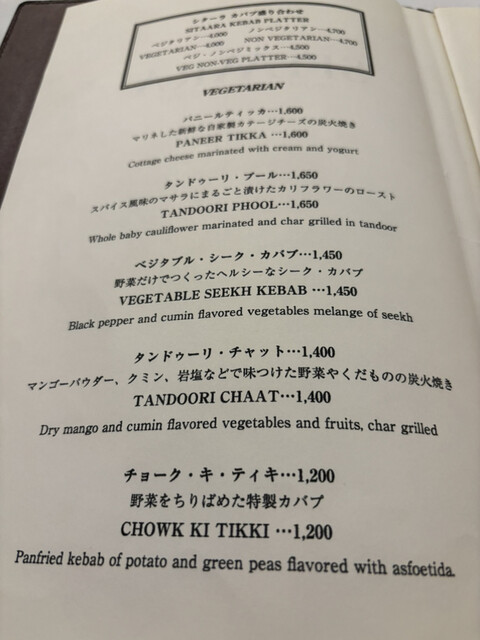 シターラ カバブ盛り合わせ
SITAARA KEBAB PLATTER
ベジタリアン…4,000 ノンベジタリアン…4,700
VEGETARIAN…4,000 NON VEGETARIAN…4,700
ベジ・ノンベジミックス…4,500
VEG NON-VEG PLATTER…4,500
VEGETARIAN
パニールティッカ…1,600
マリネした新鮮な自家製カテージチーズの炭火焼き
PANEER TIKKA…1,600
Cottage cheese marinated with cream and yogurt
タンドゥーリ・プール…1,650
スパイス風味のマサラにまるごと漬けたカリフラワーのロースト
TANDOORI PHOOL…1,650
Whole baby cauliflower marinated and char grilled in tandoor
ベジタブル・シーク・カバブ…1,450
野菜だけでつくったヘルシーなシーク・カバブ
VEGETABLE SEEKH KEBAB…1,450
Black pepper and cumin flavored vegetables melange of seekh
タンドゥーリ・チャット…1,400
マンゴーパウダー、クミン、岩塩などで味つけた野菜やくだものの炭火焼き
TANDOORI CHAAT…1,400
Dry mango and cumin flavored vegetables and fruits, char grilled
チョーク・キ・ティキ…1,200
野菜をちりばめた特製カバブ
CHOWK KI TIKKI…1,200
Panfried kebab of potato and green peas flavored with asfoetida.